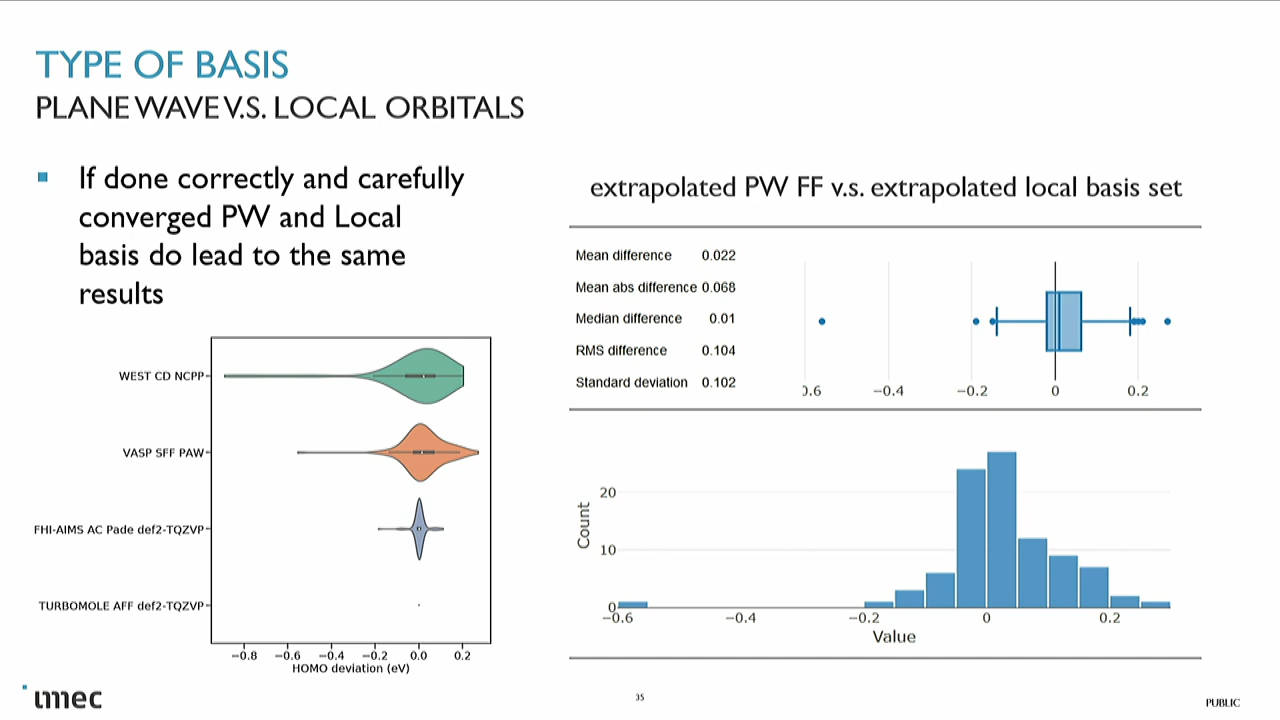 TYPE OF BASIS
PLANE WAVE V.S. LOCAL ORBITALS
If done correctly and carefully
converged PW and Local
basis do lead to the same
results
WEST CD NCPP
VASP SFF PAW
FHI-AIMS AC Pade def2-TQZVP
TURBOMOLE AFF def2-TQZVP
−0.8 −0.6 −0.4 −0.2 0.0 0.2
HOMO deviation (eV)
extrapolated PW FF v.s. extrapolated local basis set
Mean difference 0.022
Mean abs difference 0.068
Median difference 0.01
RMS difference 0.104
Standard deviation 0.102
0.6 −0.4 −0.2 0 0.2
Count
20
10
0
−0.6 −0.4 −0.2 0 0.2
Value
imec
35
PUBLIC